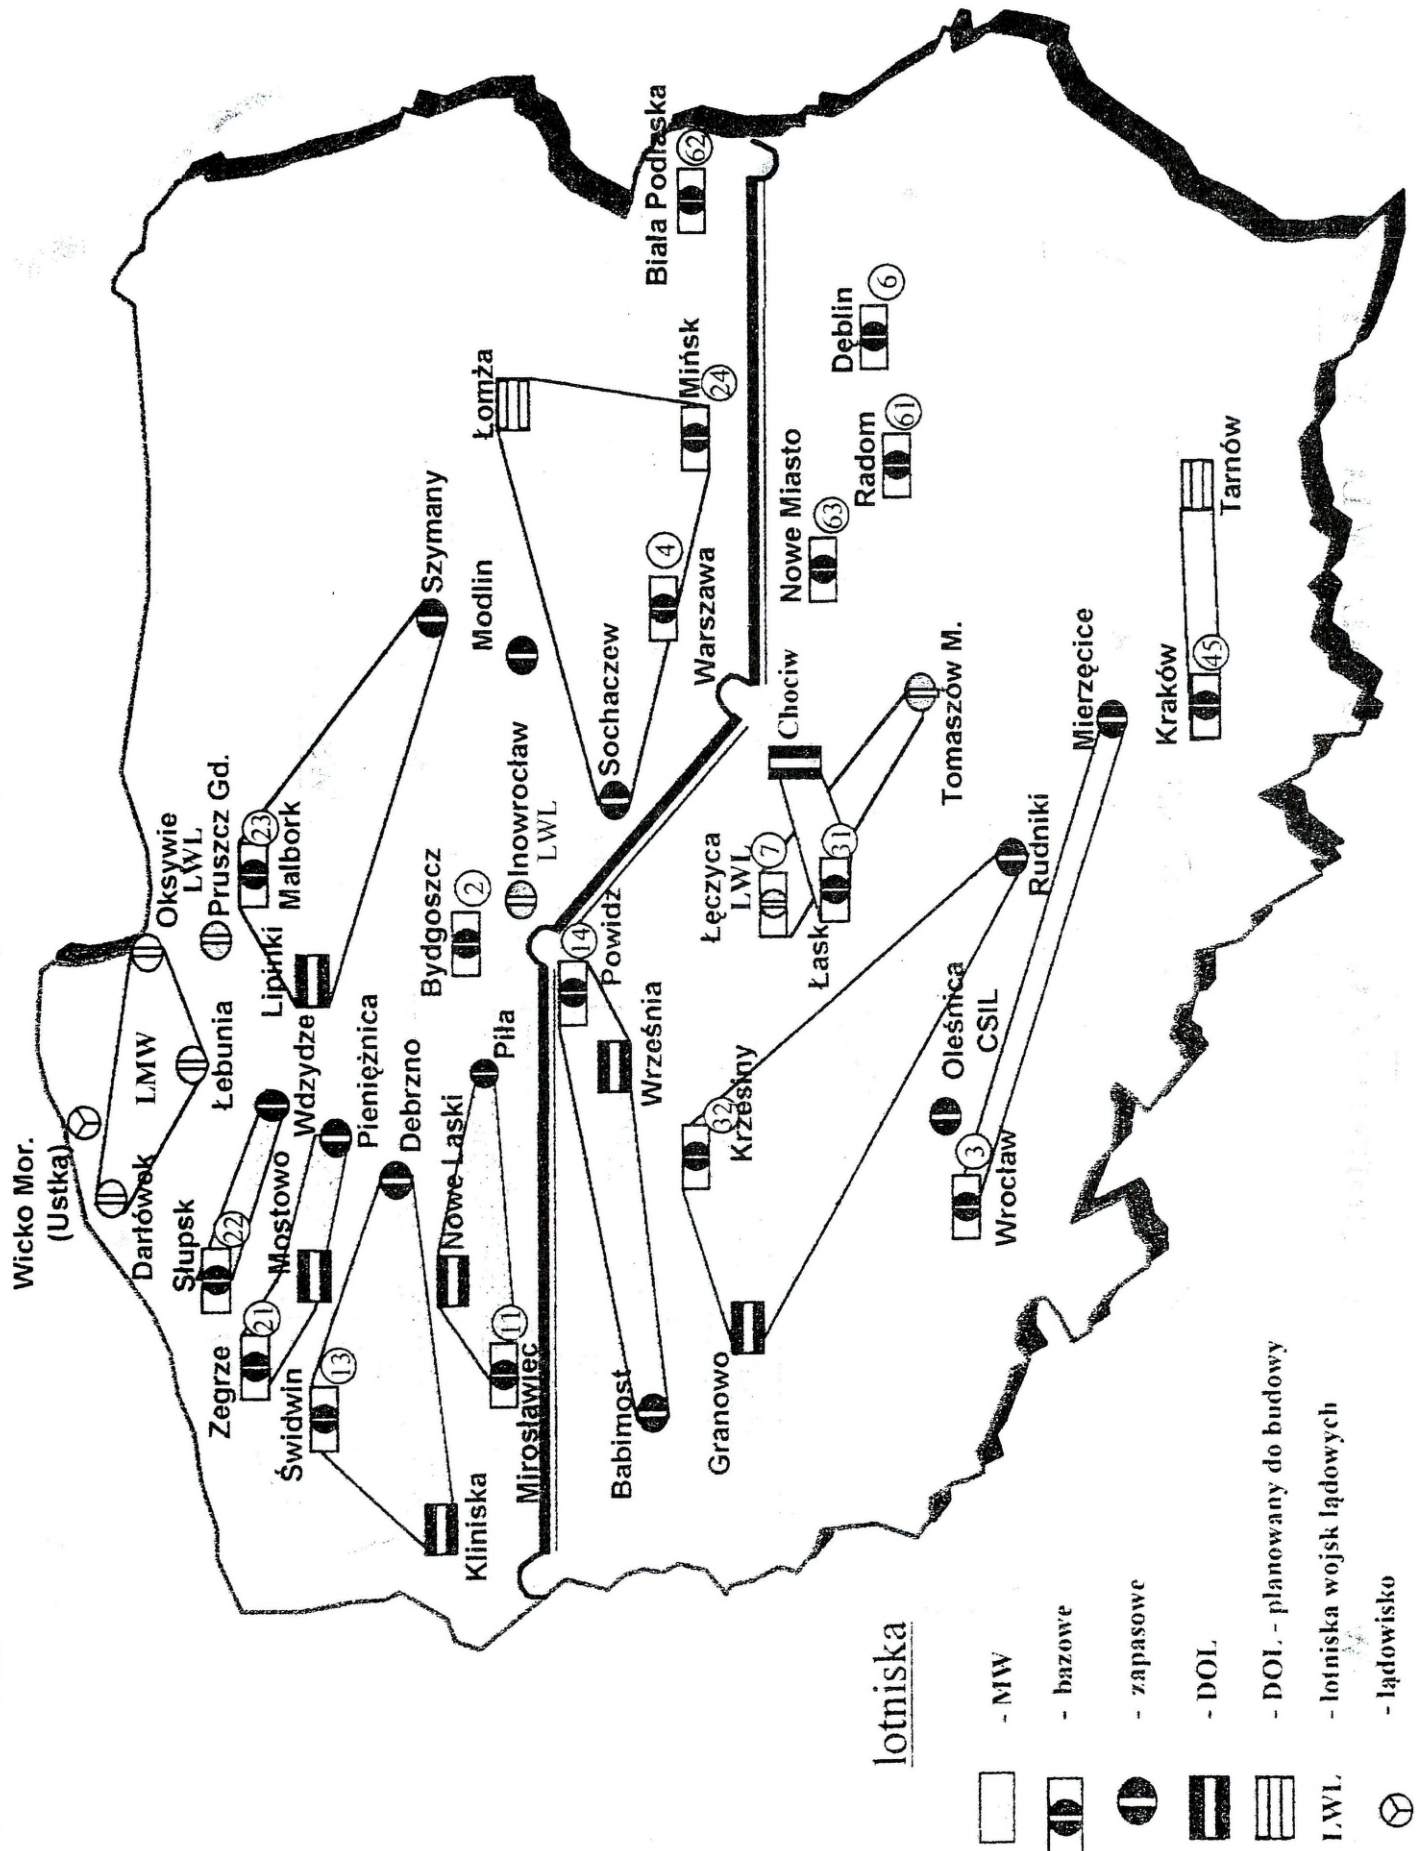 Wicko Mor.
(Ustka)
Darłówek
LMW
Łebunia
Oksywie
LWL
Pruszcz Gd.
Słupsk
22
Wdzydze
Zegrze
21
Mostowo
Pieniężnica
Lipinki
Malbork
23
Szymany
Świdwin
13
Debrzno
Kliniska
Nowe Laski
Piła
Mirosławiec
11
Bydgoszcz
2
Inowrocław
LWL
Modlin
Łomża
Sochaczew
Warszawa
4
Mińsk
24
Biała Podlaska
62
Babimost
Powidź
14
Września
Granowo
Krzesiny
32
Łęczyca
LWL
7
Łask
31
Chociw
Tomaszów M.
Nowe Miasto
63
Radom
61
Dęblin
6
Oleśnica
CSIL
Wrocław
3
Rudniki
Mierzęcice
Kraków
45
Tarnów
lotniska
- MW
- bazowe
- zapasowe
- DOL
- DOL - planowany do budowy
LWL - lotniska wojsk lądowych
- lądowisko